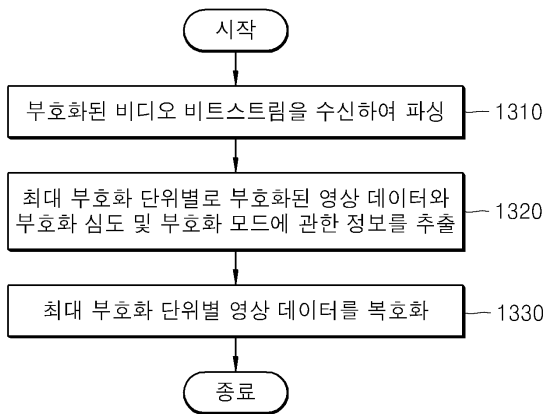 시작
부호화된 비디오 비트스트림을 수신하여 파싱
1310
최대 부호화 단위별로 부호화된 영상 데이터와
부호화 심도 및 부호화 모드에 관한 정보를 추출
1320
최대 부호화 단위별 영상 데이터를 복호화
1330
종료